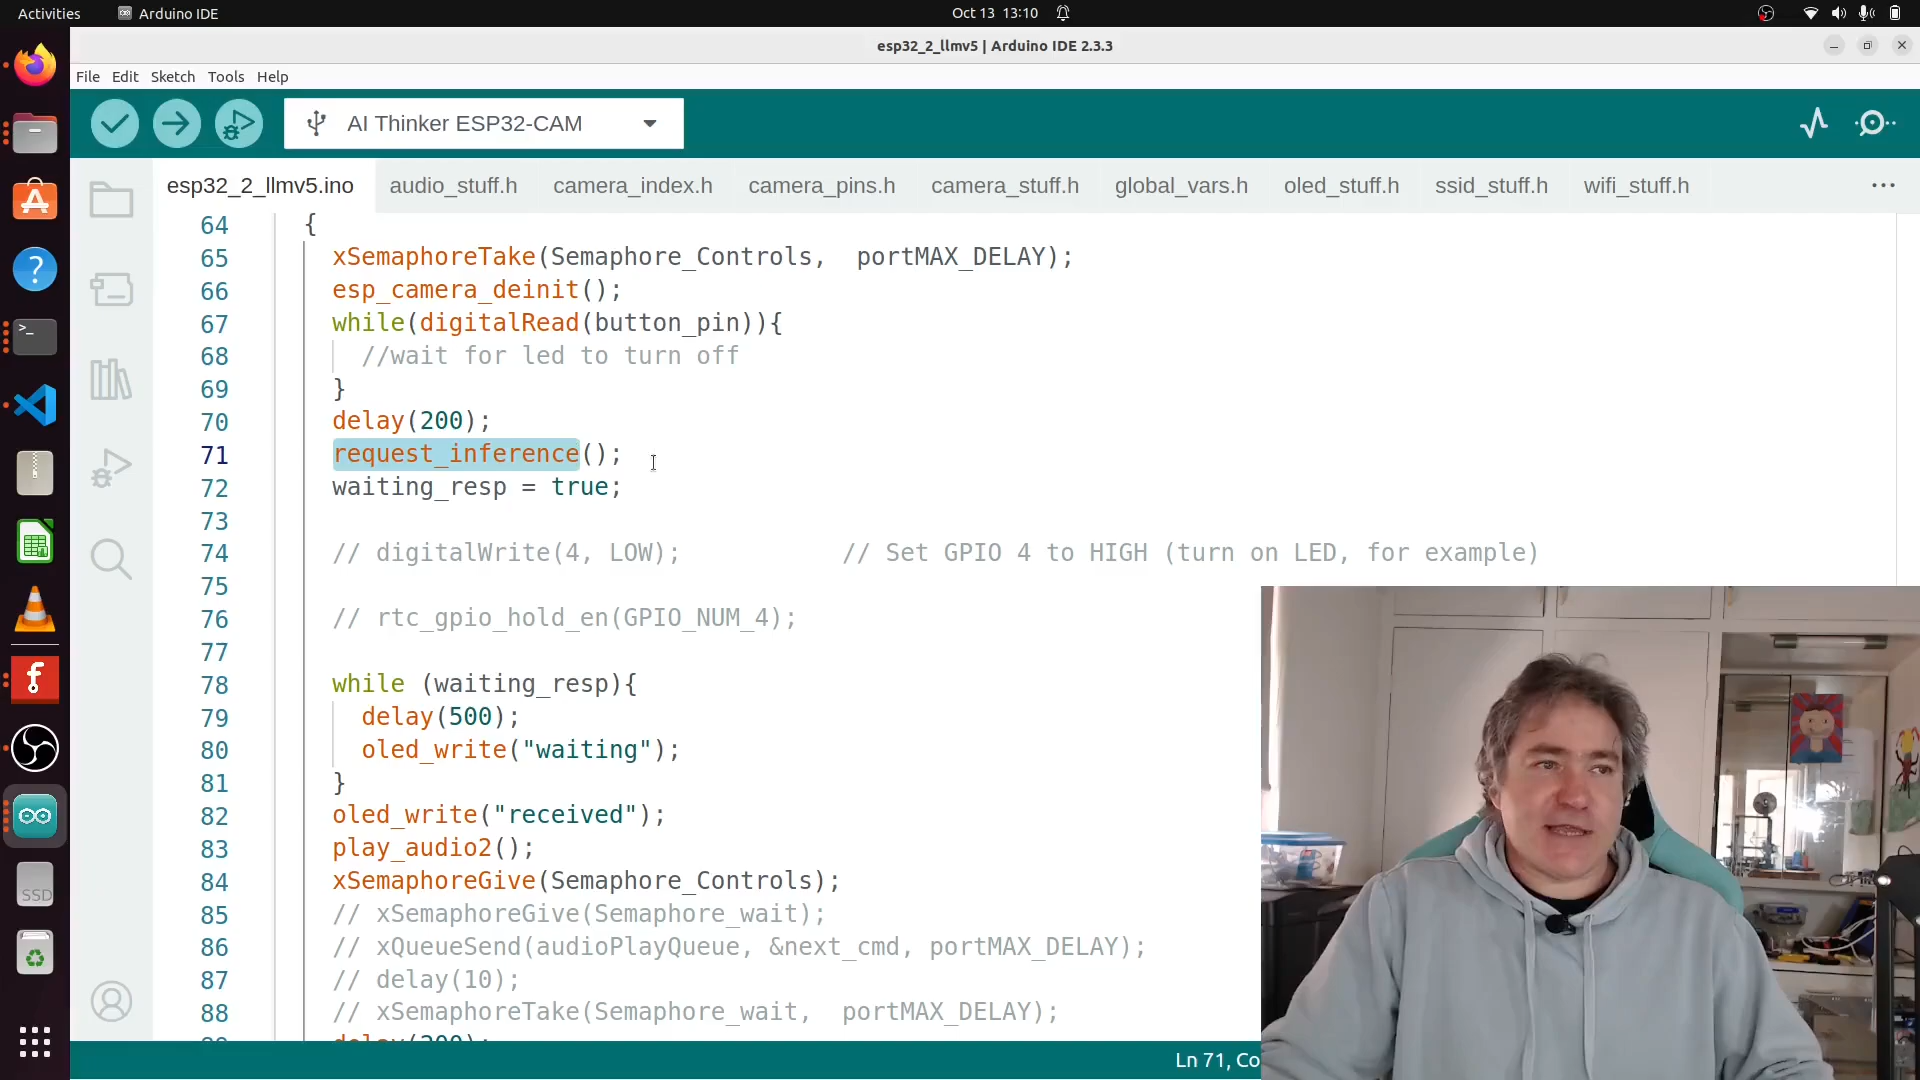 Activities
Arduino IDE
Oct 13 13:10
esp32_2_llmv5 | Arduino IDE 2.3.3
File Edit Sketch Tools Help
AI Thinker ESP32-CAM
esp32_2_llmv5.ino audio_stuff.h camera_index.h camera_pins.h camera_stuff.h global_vars.h oled_stuff.h ssid_stuff.h wifi_stuff.h ...
64 {
65 xSemaphoreTake(Semaphore_Controls,  portMAX_DELAY);
66 esp_camera_deinit();
67 while(digitalRead(button_pin)){
68 //wait for led to turn off
69 }
70 delay(200);
71 request_inference();
72 waiting_resp = true;
73
74 // digitalWrite(4, LOW);           // Set GPIO 4 to HIGH (turn on LED, for example)
75
76 // rtc_gpio_hold_en(GPIO_NUM_4);
77
78 while (waiting_resp){
79 delay(500);
80 oled_write("waiting");
81 }
82 oled_write("received");
83 play_audio2();
84 xSemaphoreGive(Semaphore_Controls);
85 // xSemaphoreGive(Semaphore_wait);
86 // xQueueSend(audioPlayQueue, &next_cmd, portMAX_DELAY);
87 // delay(10);
88 // xSemaphoreTake(Semaphore_wait,  portMAX_DELAY);
SSD
Ln 71, Co